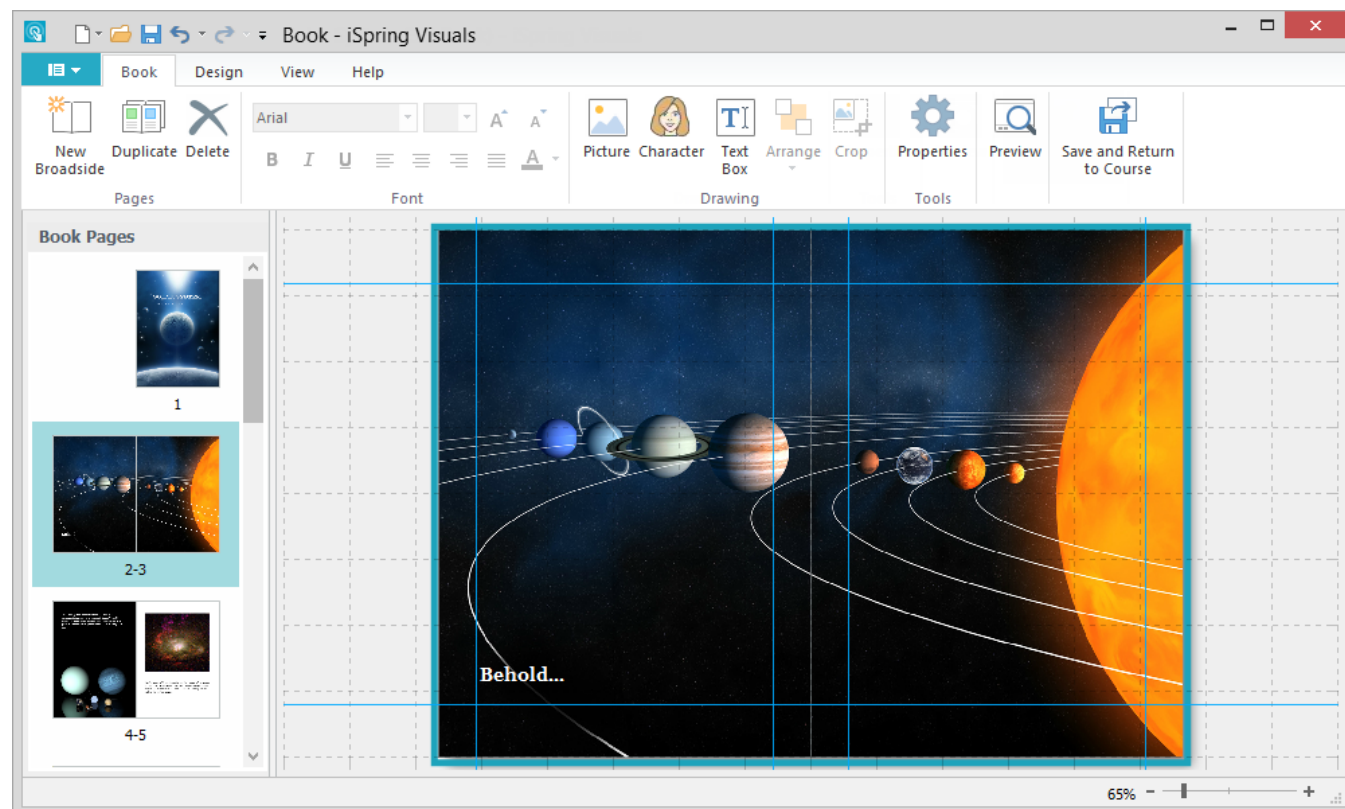 Book - iSpring Visuals
Book Design View Help
New Broadside
Duplicate
Delete
Pages
Arial
A A
B I U A
Font
Picture
Character
Text Box
Arrange
Crop
Drawing
Properties
Tools
Preview
Save and Return to Course
Book Pages
1
2-3
4-5
Behold...
65%